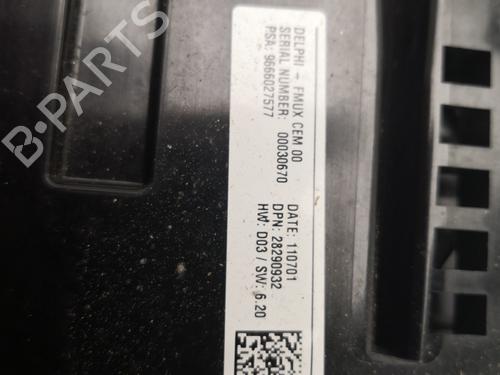 DELPHI - FMUX CEM 00
SERIAL NUMBER: 00030670
PSA: 9666027577
DATE: 110701
DPN: 28290932
HW: D03 / SW: 6.20
B-PARTS